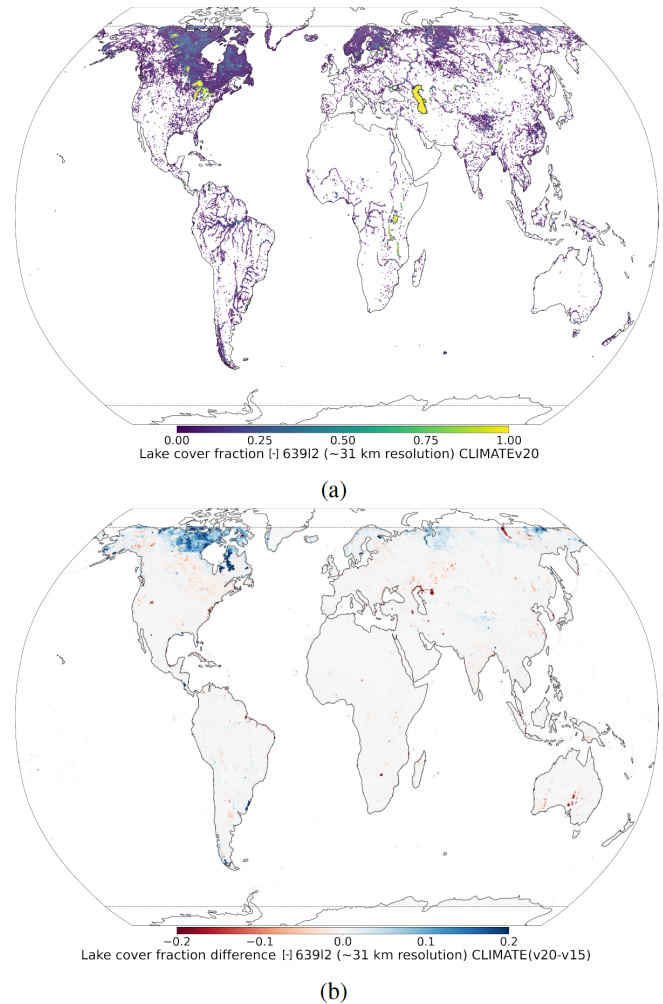 0.00 0.25 0.50 0.75 1.00
Lake cover fraction [-] 639l2 (~31 km resolution) CLIMATEv20
(a)
−0.2 −0.1 0.0 0.1 0.2
Lake cover fraction difference [-] 639l2 (~31 km resolution) CLIMATE(v20-v15)
(b)